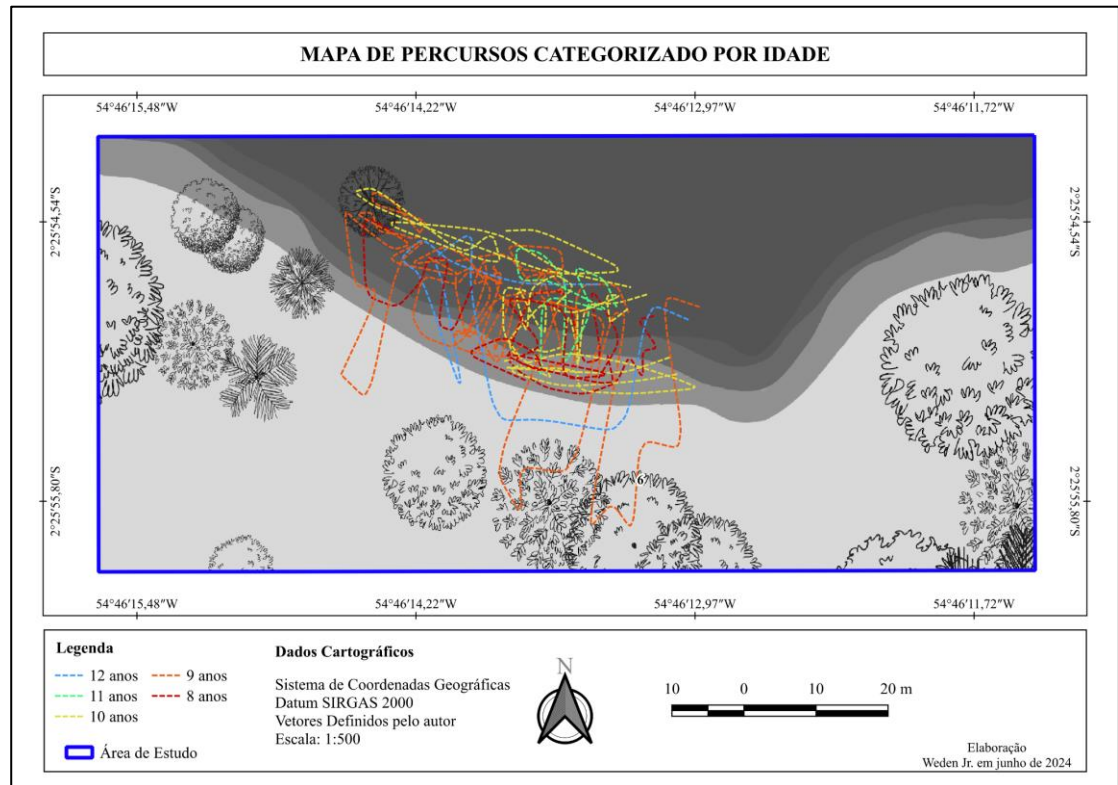 MAPA DE PERCURSOS CATEGORIZADO POR IDADE
54°46'15,48"W
54°46'14,22"W
54°46'12,97"W
54°46'11,72"W
2°25'54,54"S
2°25'54,54"S
2°25'55,80"S
6
2°25'55,80"S
54°46'15,48"W
54°46'14,22"W
54°46'12,97"W
54°46'11,72"W
Legenda
12 anos
9 anos
11 anos
8 anos
10 anos
Área de Estudo
Dados Cartográficos
Sistema de Coordenadas Geográficas
Datum SIRGAS 2000
Vetores Definidos pelo autor
Escala: 1:500
N
10 0 10 20 m
Elaboração
Weden Jr. em junho de 2024